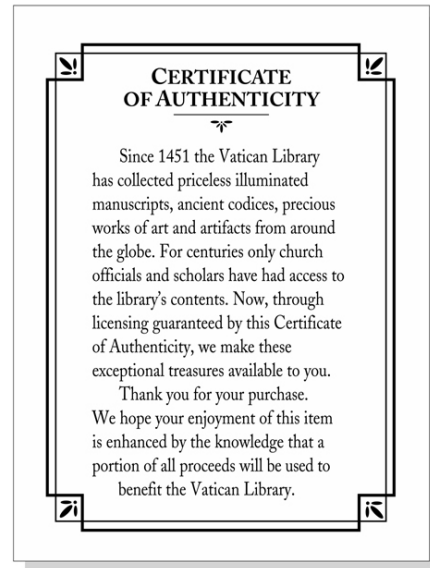 CERTIFICATE
OF AUTHENTICITY
Since 1451 the Vatican Library
has collected priceless illuminated
manuscripts, ancient codices, precious
works of art and artifacts from around
the globe. For centuries only church
officials and scholars have had access to
the library's contents. Now, through
licensing guaranteed by this Certificate
of Authenticity, we make these
exceptional treasures available to you.
Thank you for your purchase.
We hope your enjoyment of this item
is enhanced by the knowledge that a
portion of all proceeds will be used to
benefit the Vatican Library.